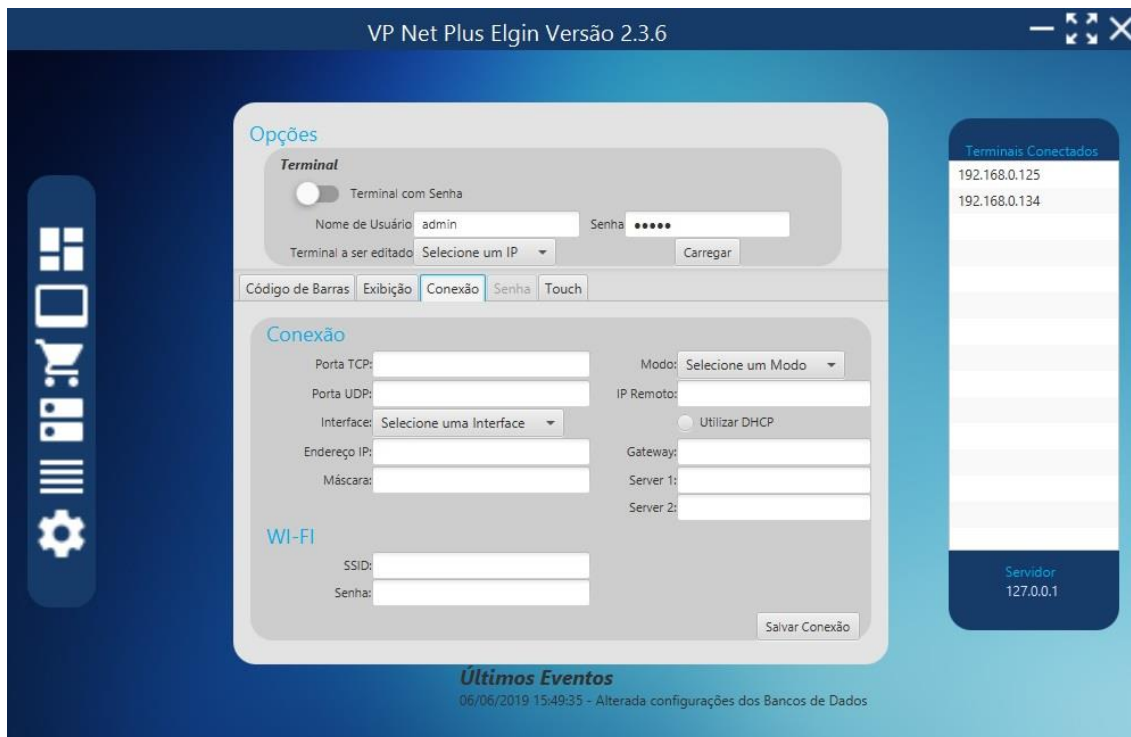 VP Net Plus Elgin Versão 2.3.6
Opções
Terminal
Terminal com Senha
Nome de Usuário admin Senha •••••
Terminal a ser editado Selecione um IP Carregar
Código de Barras Exibição Conexão Senha Touch
Conexão
Porta TCP: Modo: Selecione um Modo
Porta UDP: IP Remoto:
Interface: Selecione uma Interface Utilizar DHCP
Endereço IP: Gateway:
Máscara: Server 1:
Server 2:
WI-FI
SSID:
Senha:
Salvar Conexão
Terminais Conectados
192.168.0.125
192.168.0.134
Servidor
127.0.0.1
Últimos Eventos
06/06/2019 15:49:35 - Alterada configurações dos Bancos de Dados